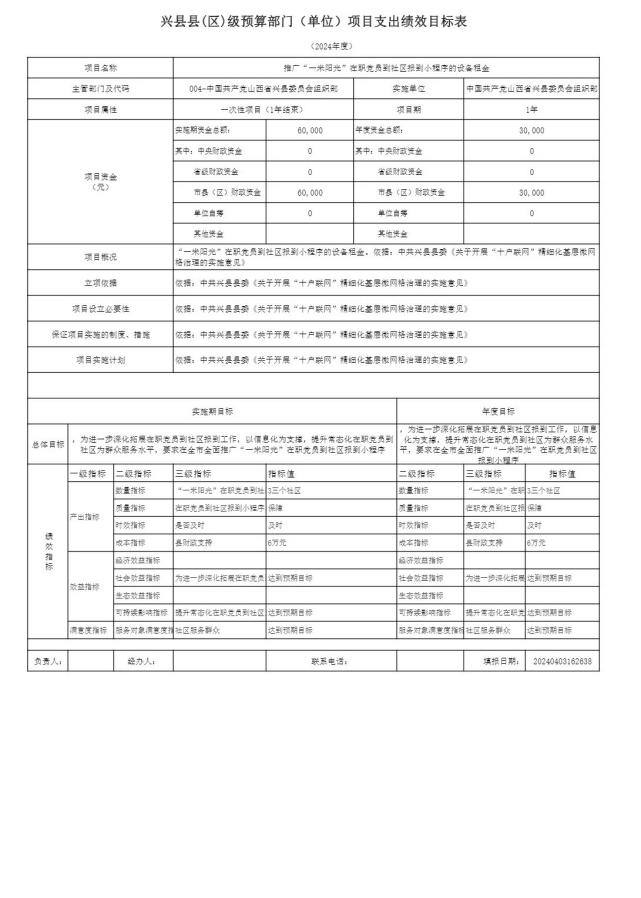 兴县县(区)级预算部门（单位）项目支出绩效目标表
（2024年度）
项目名称 推广“一米阳光”在职党员到社区报到小程序的设备租金
主管部门及代码 004-中国共产党山西省兴县委员会组织部 实施单位 中国共产党山西省兴县委员会组织部
项目属性 一次性项目（1年结束） 项目期 1年
项目资金（元）
实施期资金总额： 60,000 年度资金总额： 30,000
其中：中央财政资金 0 其中：中央财政资金 0
省级财政资金 0 省级财政资金 0
市县（区）财政资金 60,000 市县（区）财政资金 30,000
单位自筹 0 单位自筹 0
其他资金 其他资金
项目概况 “一米阳光”在职党员到社区报到小程序的设备租金。依据：中共兴县县委《关于开展“十户联网”精细化基层微网
格治理的实施意见》
立项依据 依据：中共兴县县委《关于开展“十户联网”精细化基层微网格治理的实施意见》
项目设立必要性 依据：中共兴县县委《关于开展“十户联网”精细化基层微网格治理的实施意见》
保证项目实施的制度、措施 依据：中共兴县县委《关于开展“十户联网”精细化基层微网格治理的实施意见》
项目实施计划 依据：中共兴县县委《关于开展“十户联网”精细化基层微网格治理的实施意见》
实施期目标 年度目标
总体目标
，为进一步深化拓展在职党员到社区报到工作，以信息化为支撑，提升常态化在职党员到
社区为群众服务水平，要求在全市全面推广“一米阳光”在职党员到社区报到小程序
，为进一步深化拓展在职党员到社区报到工作，以信息
化为支撑，提升常态化在职党员到社区为群众服务水
平，要求在全市全面推广“一米阳光”在职党员到社区
报到小程序
绩效指标
一级指标 二级指标 三级指标 指标值 二级指标 三级指标 指标值
产出指标
数量指标 “一米阳光”在职党员到社 3三个社区 数量指标 “一米阳光”在职 3三个社区
质量指标 在职党员到社区报到小程序 保障 质量指标 在职党员到社区报 保障
时效指标 是否及时 及时 时效指标 是否及时 及时
成本指标 县财政支持 6万元 成本指标 县财政支持 6万元
效益指标
经济效益指标 经济效益指标
社会效益指标 为进一步深化拓展在职党员 达到预期目标 社会效益指标 为进一步深化拓展 达到预期目标
生态效益指标 生态效益指标
可持续影响指标 提升常态化在职党员到社区 达到预期目标 可持续影响指标 提升常态化在职党 达到预期目标
满意度指标 服务对象满意度指 社区服务群众 达到预期目标 服务对象满意度指标 社区服务群众 达到预期目标
负责人： 经办人： 联系电话： 填报日期： 20240403162638